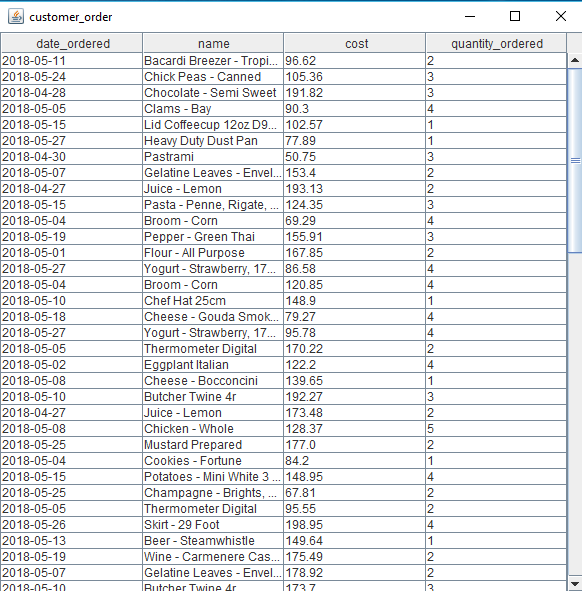 customer_order
date_ordered name cost quantity_ordered
2018-05-11 Bacardi Breezer - Tropi... 96.62 2
2018-05-24 Chick Peas - Canned 105.36 3
2018-04-28 Chocolate - Semi Sweet 191.82 3
2018-05-05 Clams - Bay 90.3 4
2018-05-15 Lid Coffeecup 12oz D9... 102.57 1
2018-05-27 Heavy Duty Dust Pan 77.89 1
2018-04-30 Pastrami 50.75 3
2018-05-07 Gelatine Leaves - Envel... 153.4 2
2018-04-27 Juice - Lemon 193.13 2
2018-05-15 Pasta - Penne, Rigate, ... 124.35 3
2018-05-04 Broom - Corn 69.29 4
2018-05-19 Pepper - Green Thai 155.91 3
2018-05-01 Flour - All Purpose 167.85 2
2018-05-27 Yogurt - Strawberry, 17... 86.58 4
2018-05-04 Broom - Corn 120.85 4
2018-05-10 Chef Hat 25cm 148.9 1
2018-05-18 Cheese - Gouda Smok... 79.27 4
2018-05-27 Yogurt - Strawberry, 17... 95.78 4
2018-05-05 Thermometer Digital 170.22 2
2018-05-02 Eggplant Italian 122.2 4
2018-05-08 Cheese - Bocconcini 139.65 1
2018-05-10 Butcher Twine 4r 192.27 3
2018-04-27 Juice - Lemon 173.48 2
2018-05-08 Chicken - Whole 128.37 5
2018-05-25 Mustard Prepared 177.0 2
2018-05-04 Cookies - Fortune 84.2 1
2018-05-15 Potatoes - Mini White 3 ... 148.95 4
2018-05-25 Champagne - Brights, ... 67.81 2
2018-05-05 Thermometer Digital 95.55 2
2018-05-26 Skirt - 29 Foot 198.95 4
2018-05-13 Beer - Steamwhistle 149.64 1
2018-05-19 Wine - Carmenere Cas... 175.49 2
2018-05-07 Gelatine Leaves - Envel... 178.92 2
2018-05-10 Butcher Twine 4r 173.7 3